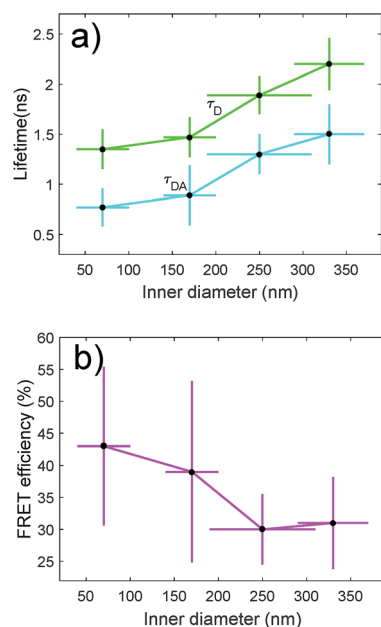 a)
2.5
2
1.5
1
0.5
Lifetime(ns)
τD
τDA
50 100 150 200 250 300 350
Inner diameter (nm)
b)
60
55
50
45
40
35
30
25
FRET efficiency (%)
50 100 150 200 250 300 350
Inner diameter (nm)